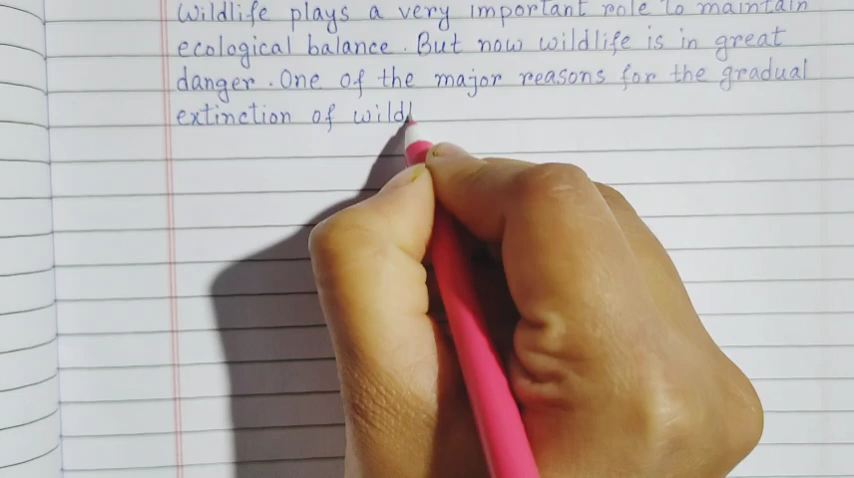 Wildlife plays a very important role to maintain
ecological balance. But now wildlife is in great
danger. One of the major reasons for the gradual
extinction of wildl